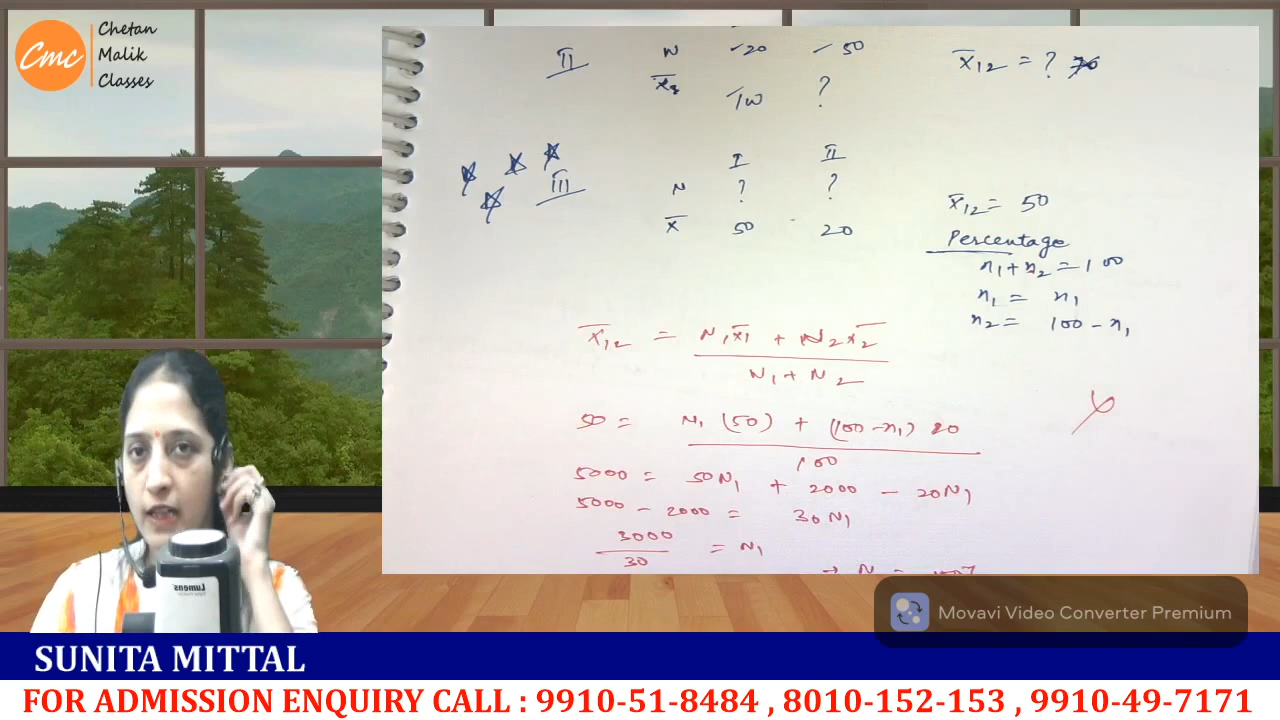 Chetan
Malik
Classes
cmc
II N 20 50 x̄12 = ?
x̄
?
I II
III N ? ?
x̄ 50 20
x̄12 = 50
Percentage
n1 + n2 = 100
n1 = n1
n2 = 100 - n1
x̄12 = N1x̄1 + N2x̄2
N1 + N2
50 = N1 (50) + (100 - n1) 20
100
5000 = 50N1 + 2000 - 20N1
5000 - 2000 = 30N1
3000 = N1
30
Lumens
Movavi Video Converter Premium
SUNITA MITTAL
FOR ADMISSION ENQUIRY CALL : 9910-51-8484 , 8010-152-153 , 9910-49-7171